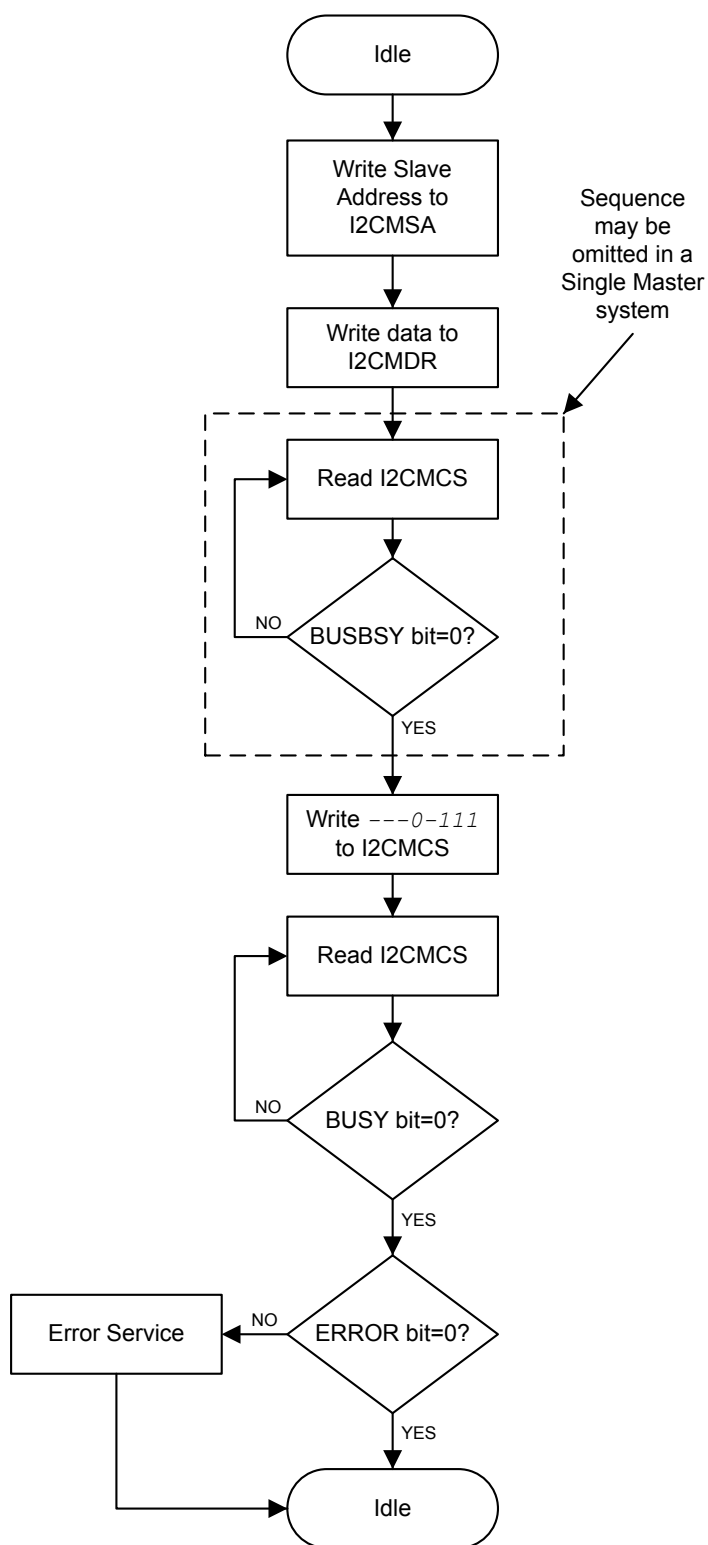 Idle
Write Slave
Address to
I2CMSA
Sequence
may be
omitted in a
Single Master
system
Write data to
I2CMDR
Read I2CMCS
NO
BUSBSY bit=0?
YES
Write ---0-111
to I2CMCS
Read I2CMCS
NO
BUSY bit=0?
YES
Error Service
NO
ERROR bit=0?
YES
Idle